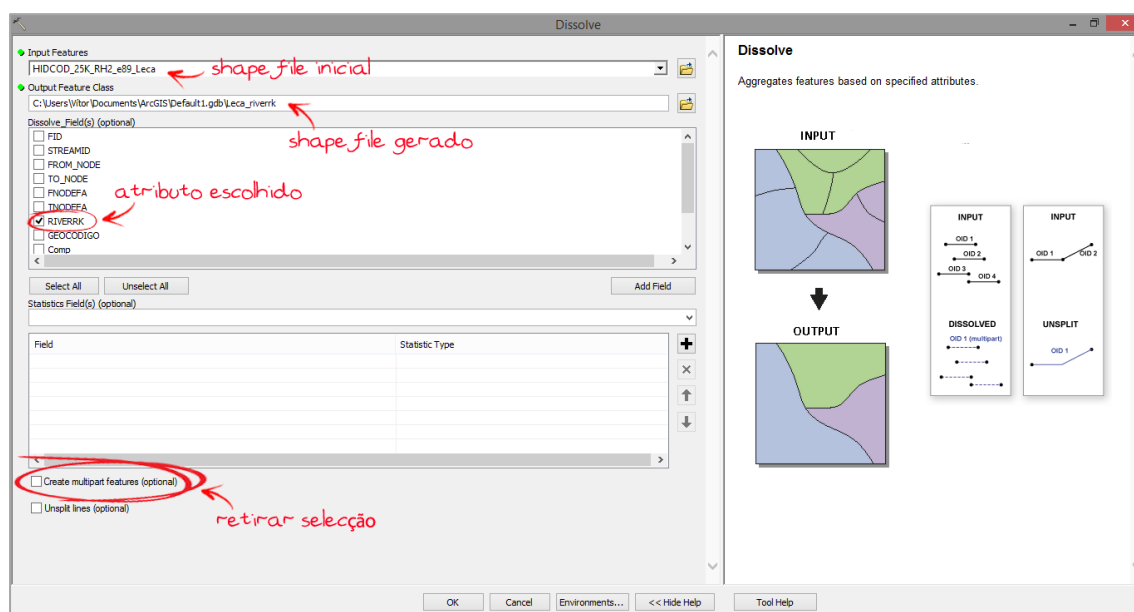 Dissolve
Input Features
HIDCOD_25K_RH2_e89_Leca
shape file inicial
Output Feature Class
C:\Users\Vítor\Documents\ArcGIS\Default1.gdb\Leca_riverrk
shape file gerado
Dissolve_Field(s) (optional)
FID
STREAMID
FROM_NODE
TO_NODE
FNODEFA
TNODEFA
RIVERRK
GEOCODIGO
Comp
atributo escolhido
Select All
Unselect All
Add Field
Statistics Field(s) (optional)
Field
Statistic Type
Create multipart features (optional)
Unsplit lines (optional)
retirar selecção
OK
Cancel
Environments...
<< Hide Help
Tool Help
Dissolve
Aggregates features based on specified attributes.
INPUT
OUTPUT
INPUT
OID 1
OID 2
OID 3
OID 4
DISSOLVED
OID 1 (multipart)
INPUT
OID 1
OID 2
UNSPLIT
OID 1